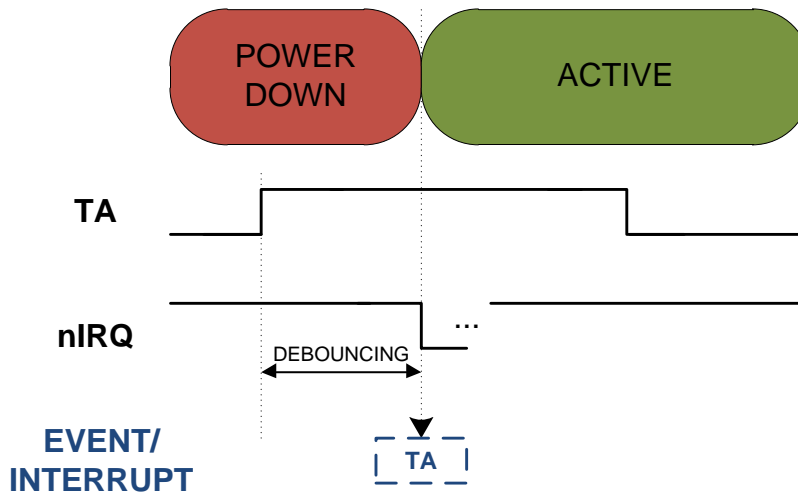 POWER
DOWN
ACTIVE
TA
nIRQ
...
DEBOUNCING
EVENT/
INTERRUPT
TA